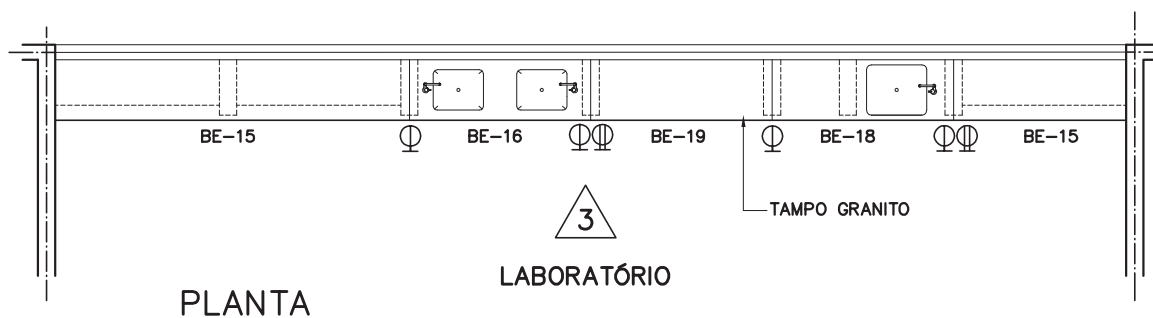 BE-15 BE-16 BE-19 BE-18 BE-15
TAMPO GRANITO
3
LABORATÓRIO
PLANTA